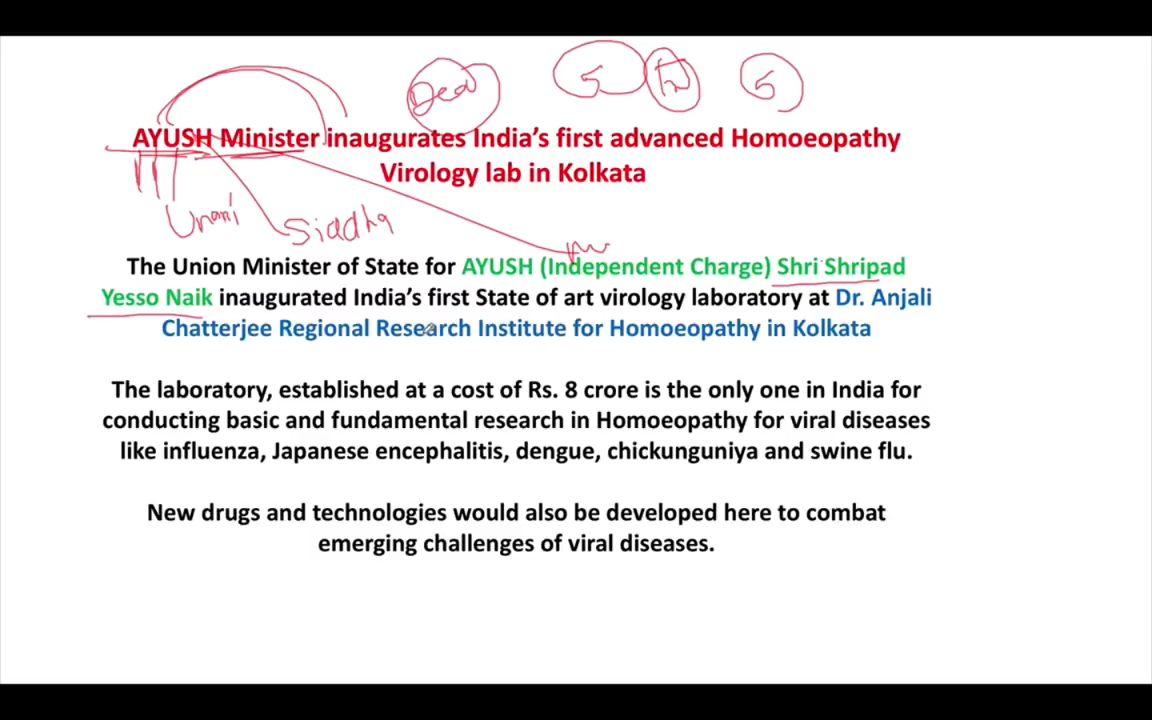 AYUSH Minister inaugurates India's first advanced Homoeopathy
Virology lab in Kolkata
Unani
Siddha
The Union Minister of State for AYUSH (Independent Charge) Shri Shripad
Yesso Naik inaugurated India's first State of art virology laboratory at Dr. Anjali
Chatterjee Regional Research Institute for Homoeopathy in Kolkata
The laboratory, established at a cost of Rs. 8 crore is the only one in India for
conducting basic and fundamental research in Homoeopathy for viral diseases
like influenza, Japanese encephalitis, dengue, chickunguniya and swine flu.
New drugs and technologies would also be developed here to combat
emerging challenges of viral diseases.